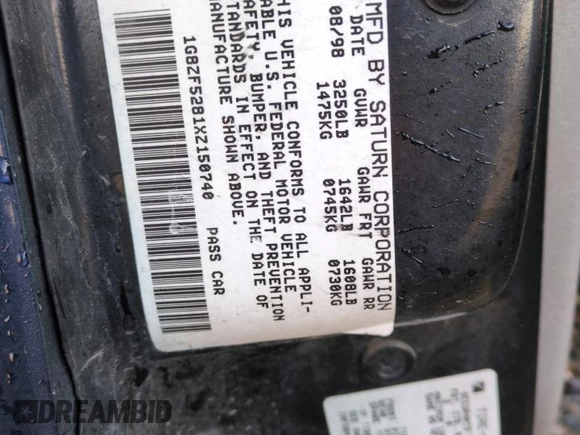 MFD BY SATURN CORPORATION
DATE GVWR GAWR FRT GAWR RR
08/98 3250LB 1642LB 1608LB
1475KG 0745KG 0730KG
THIS VEHICLE CONFORMS TO ALL APPLI-
ABLE U.S. FEDERAL MOTOR VEHICLE
SAFETY, BUMPER, AND THEFT PREVENTION
STANDARDS IN EFFECT ON THE DATE OF
MANUFACTURE SHOWN ABOVE.
1G8ZF5281XZ150740 PASS CAR
DREAMBID